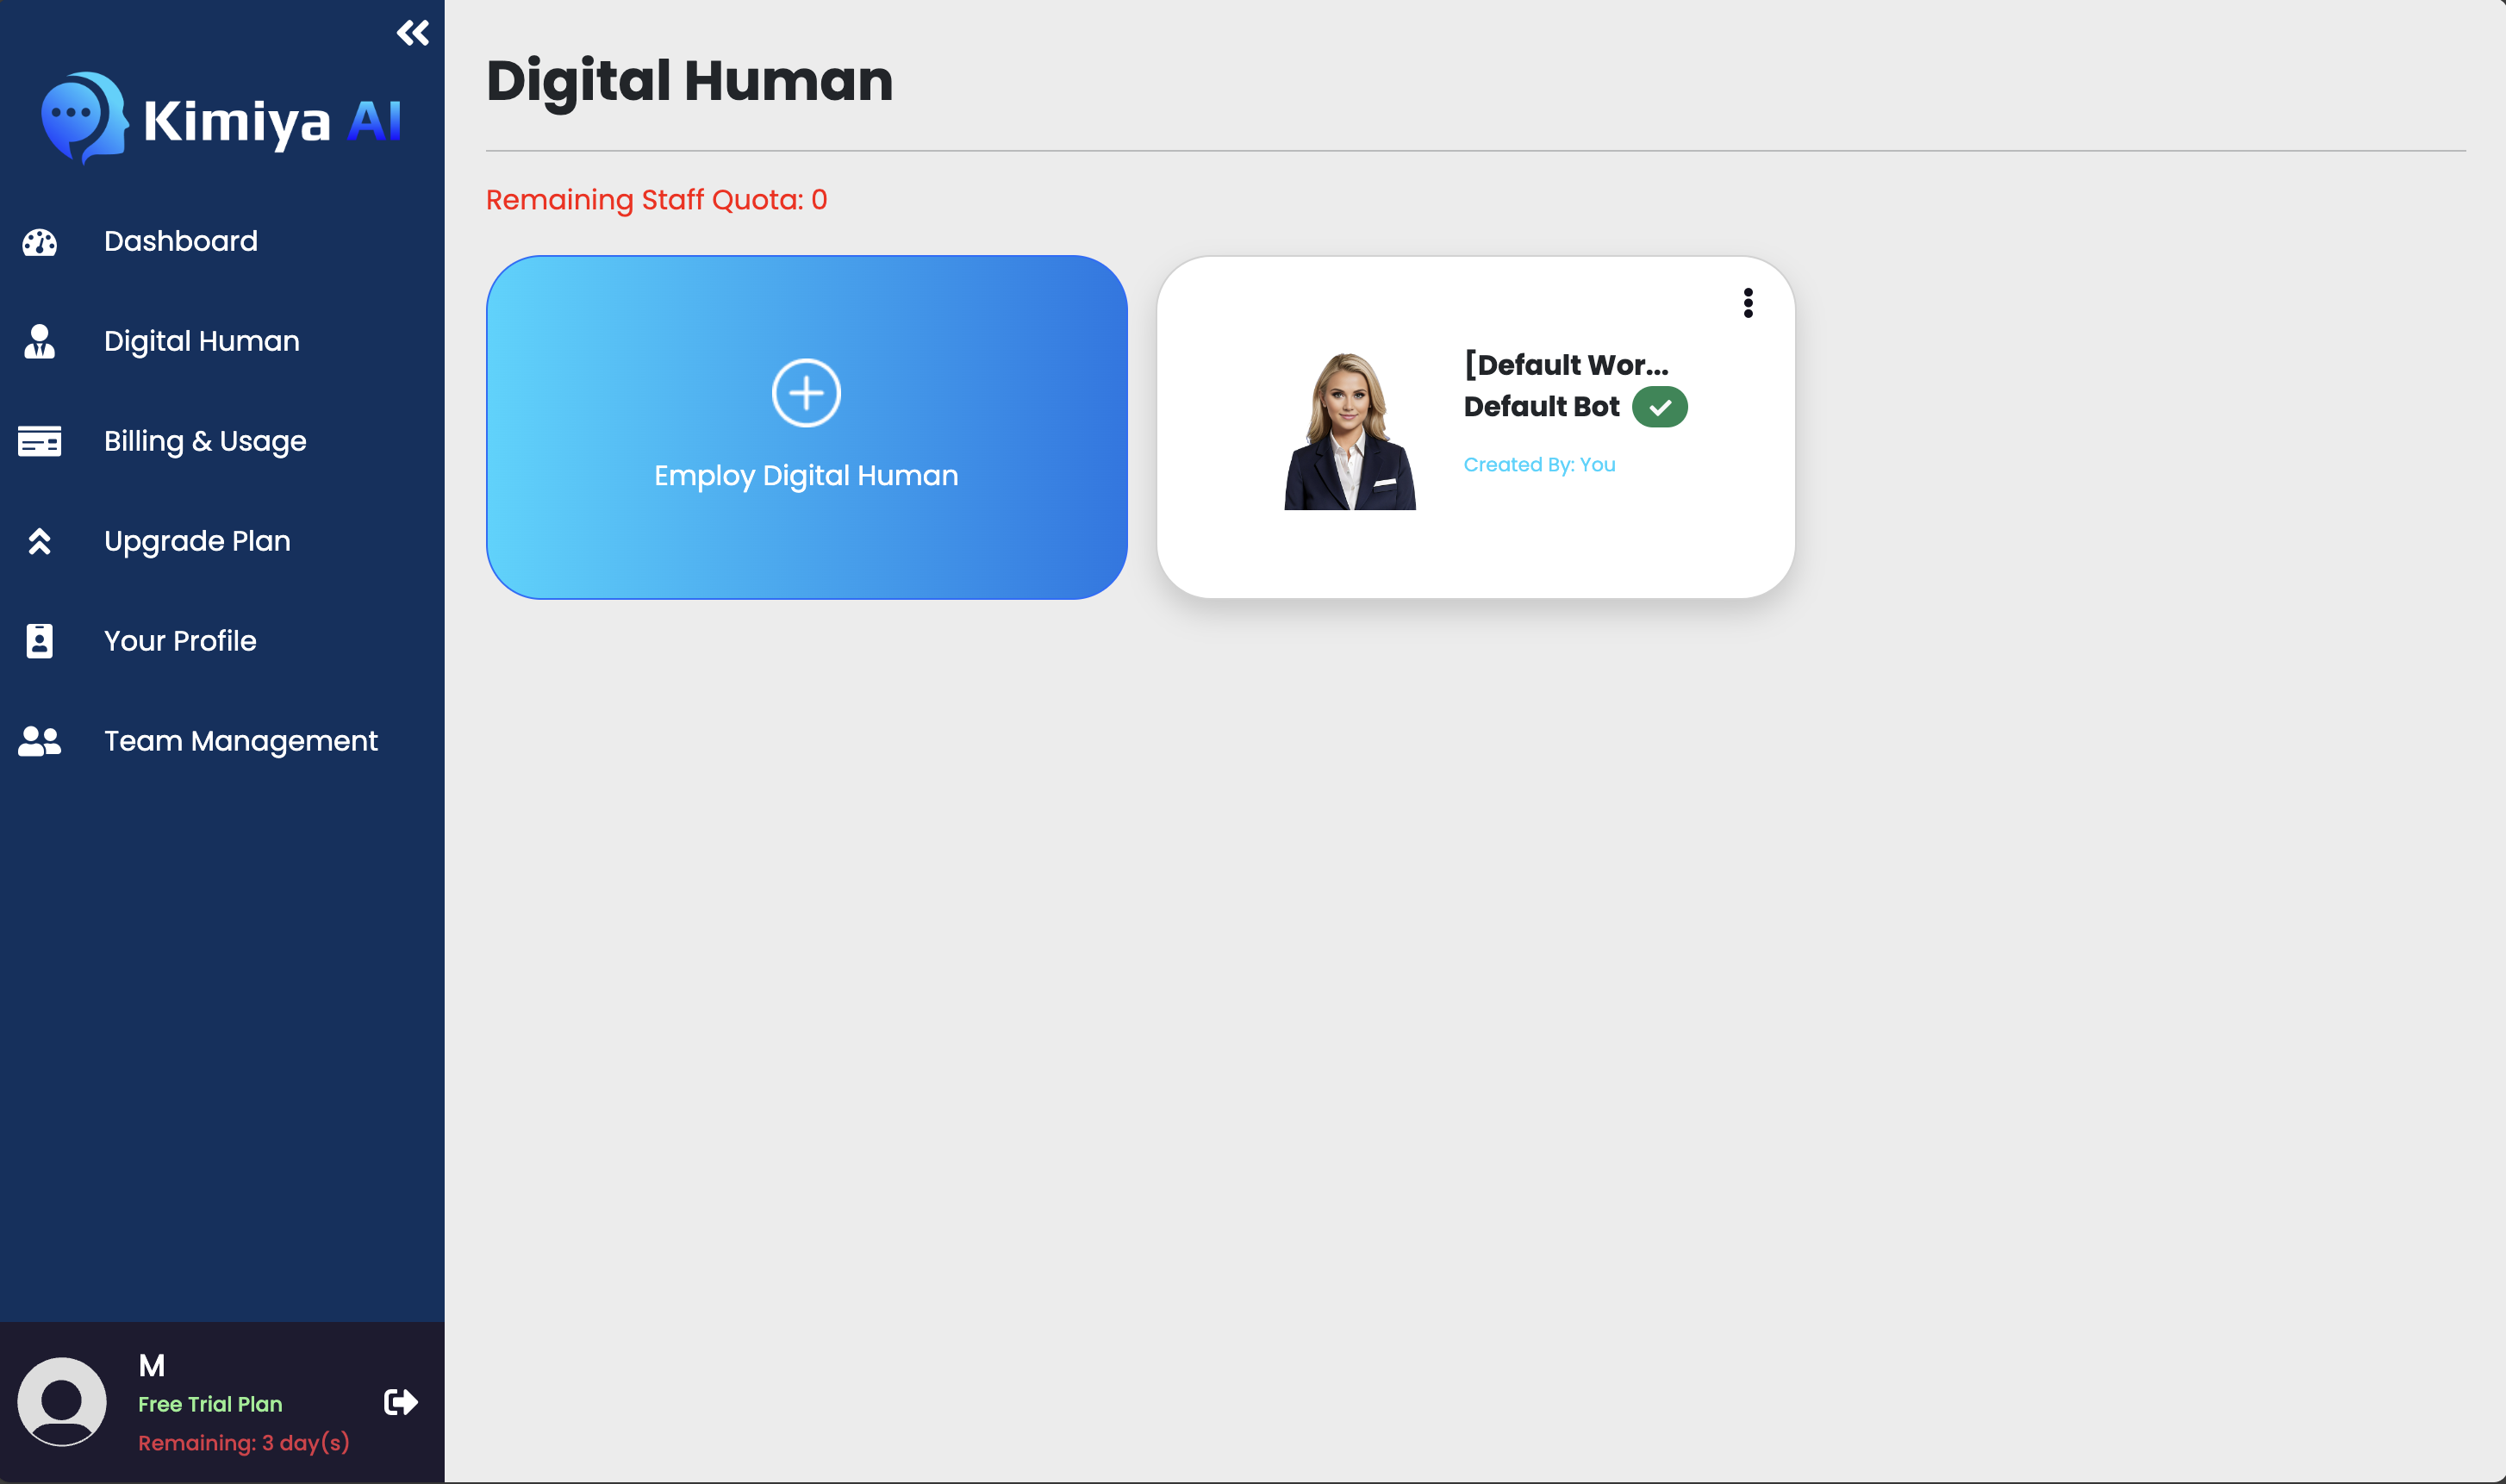 Kimiya AI
Dashboard
Digital Human
Billing & Usage
Upgrade Plan
Your Profile
Team Management
M
Free Trial Plan
Remaining: 3 day(s)
Digital Human
Remaining Staff Quota: 0
Employ Digital Human
[Default Wor...
Default Bot
Created By: You